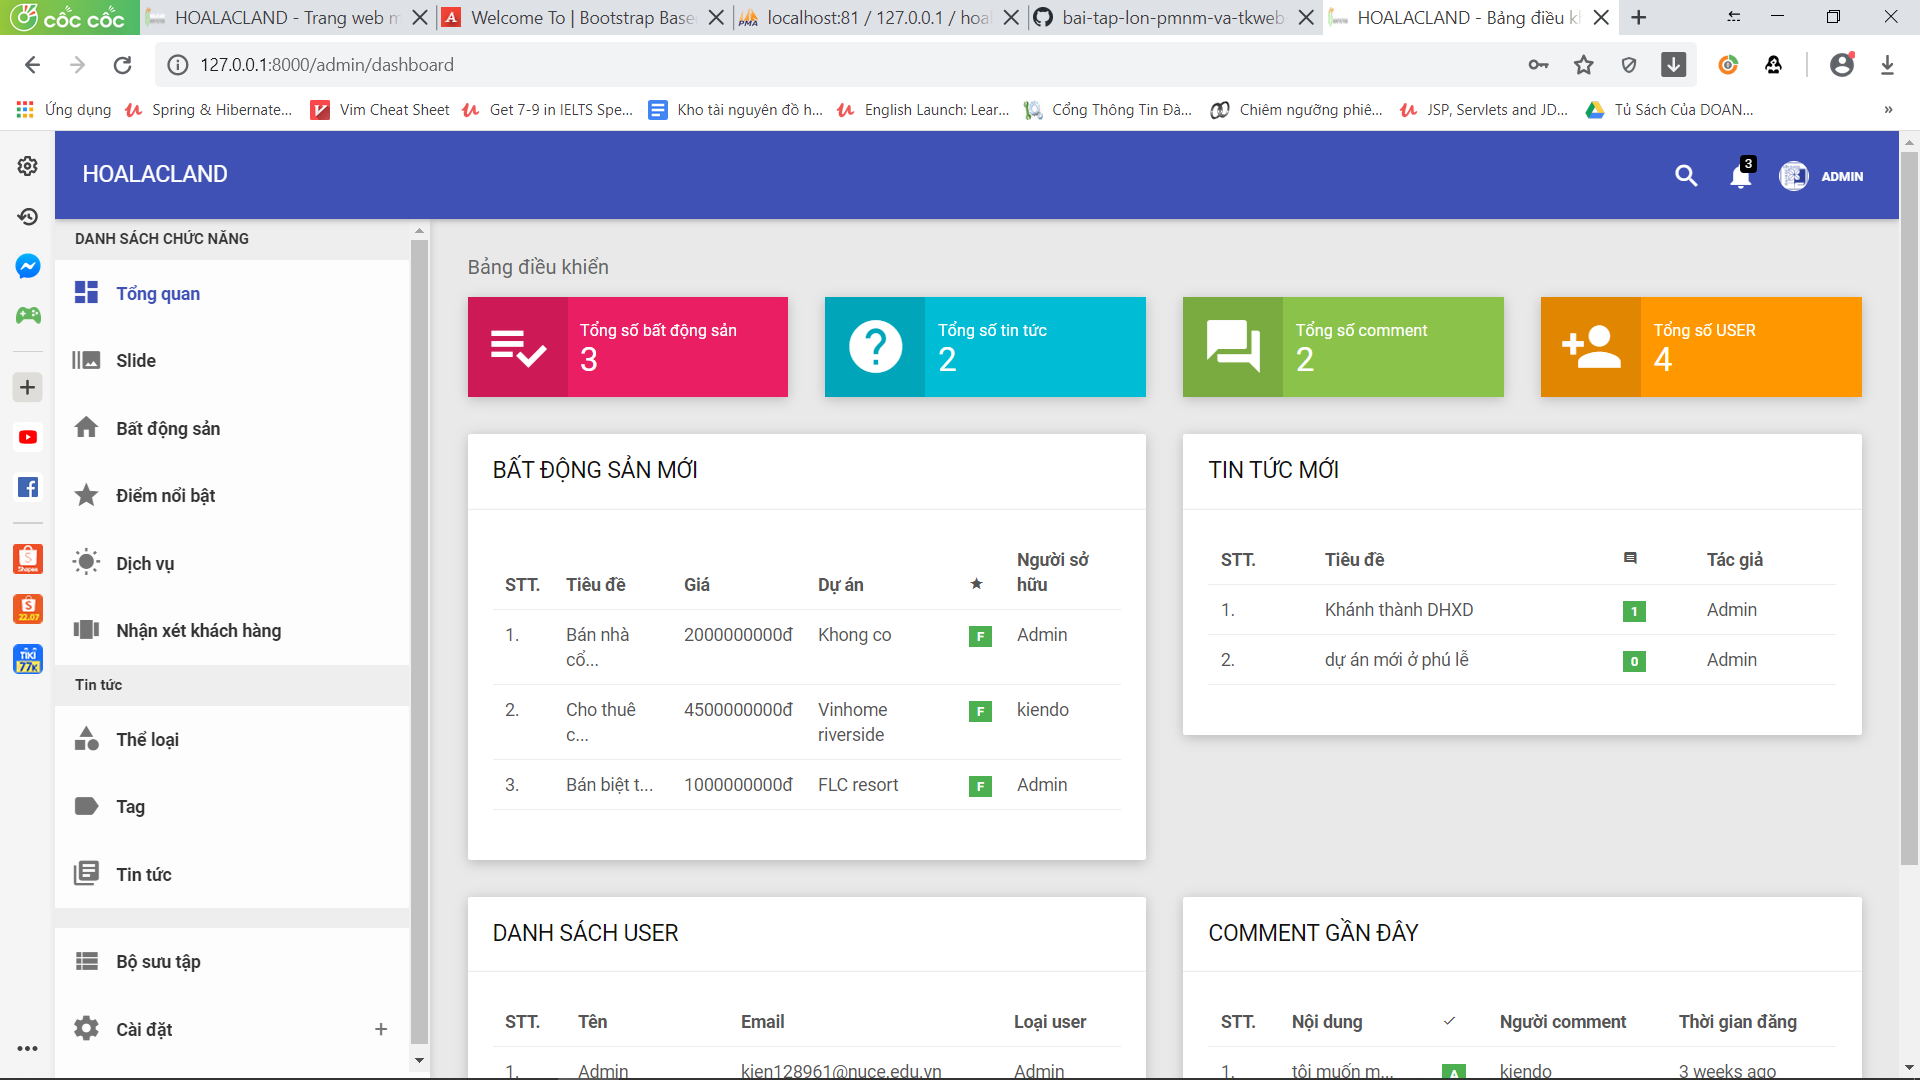 cốc cốc
HOALACLAND - Trang web m
Welcome To | Bootstrap Base
localhost:81 / 127.0.0.1 / hoal
bai-tap-lon-pmnm-va-tkweb
HOALACLAND - Bảng điều kh
127.0.0.1:8000/admin/dashboard
Ứng dụng
Spring & Hibernate...
Vim Cheat Sheet
Get 7-9 in IELTS Spe...
Kho tài nguyên đồ h...
English Launch: Lear...
Cổng Thông Tin Đà...
Chiêm ngưỡng phiê...
JSP, Servlets and JD...
Tủ Sách Của DOAN...
»
HOALACLAND
3
ADMIN
DANH SÁCH CHỨC NĂNG
Tổng quan
Slide
Bất động sản
Điểm nổi bật
Dịch vụ
Nhận xét khách hàng
Tin tức
Thể loại
Tag
Tin tức
Bộ sưu tập
Cài đặt +
Shopee
22.07
TIKI
77K
Bảng điều khiển
Tổng số bất động sản
3
Tổng số tin tức
2
Tổng số comment
2
Tổng số USER
4
BẤT ĐỘNG SẢN MỚI
STT. Tiêu đề Giá Dự án ★ Người sở hữu
1. Bán nhà cổ... 2000000000đ Khong co F Admin
2. Cho thuê c... 4500000000đ Vinhome riverside F kiendo
3. Bán biệt t... 1000000000đ FLC resort F Admin
TIN TỨC MỚI
STT. Tiêu đề Tác giả
1. Khánh thành DHXD 1 Admin
2. dự án mới ở phú lễ 0 Admin
DANH SÁCH USER
STT. Tên Email Loại user
1. Admin kien128961@nuce.edu.vn Admin
COMMENT GẦN ĐÂY
STT. Nội dung ✓ Người comment Thời gian đăng
1. tôi muốn m... A kiendo 3 weeks ago